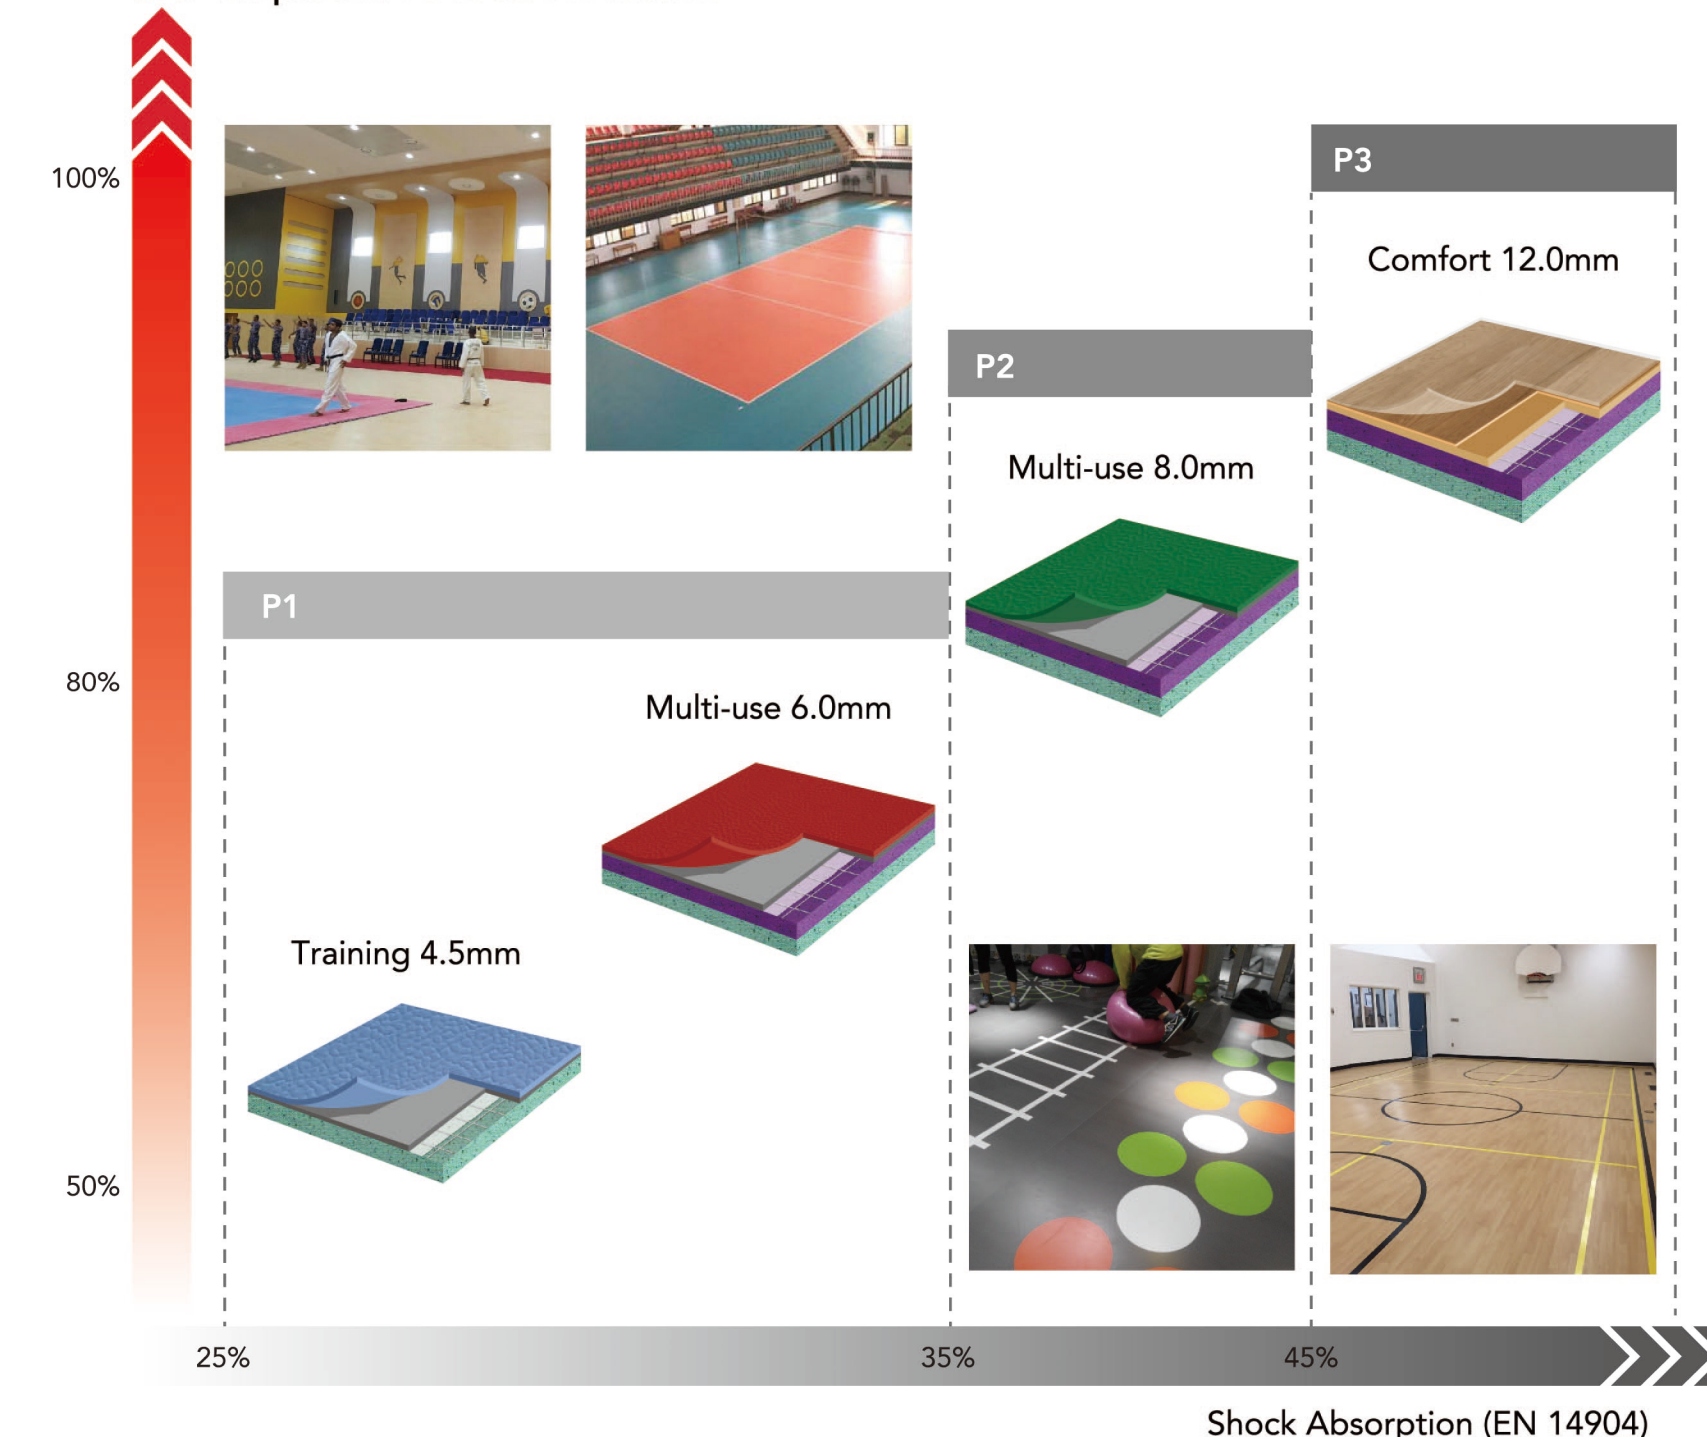 100%
P3
Comfort 12.0mm
P2
Multi-use 8.0mm
P1
80%
Multi-use 6.0mm
Training 4.5mm
50%
25%
35%
45%
Shock Absorption (EN 14904)